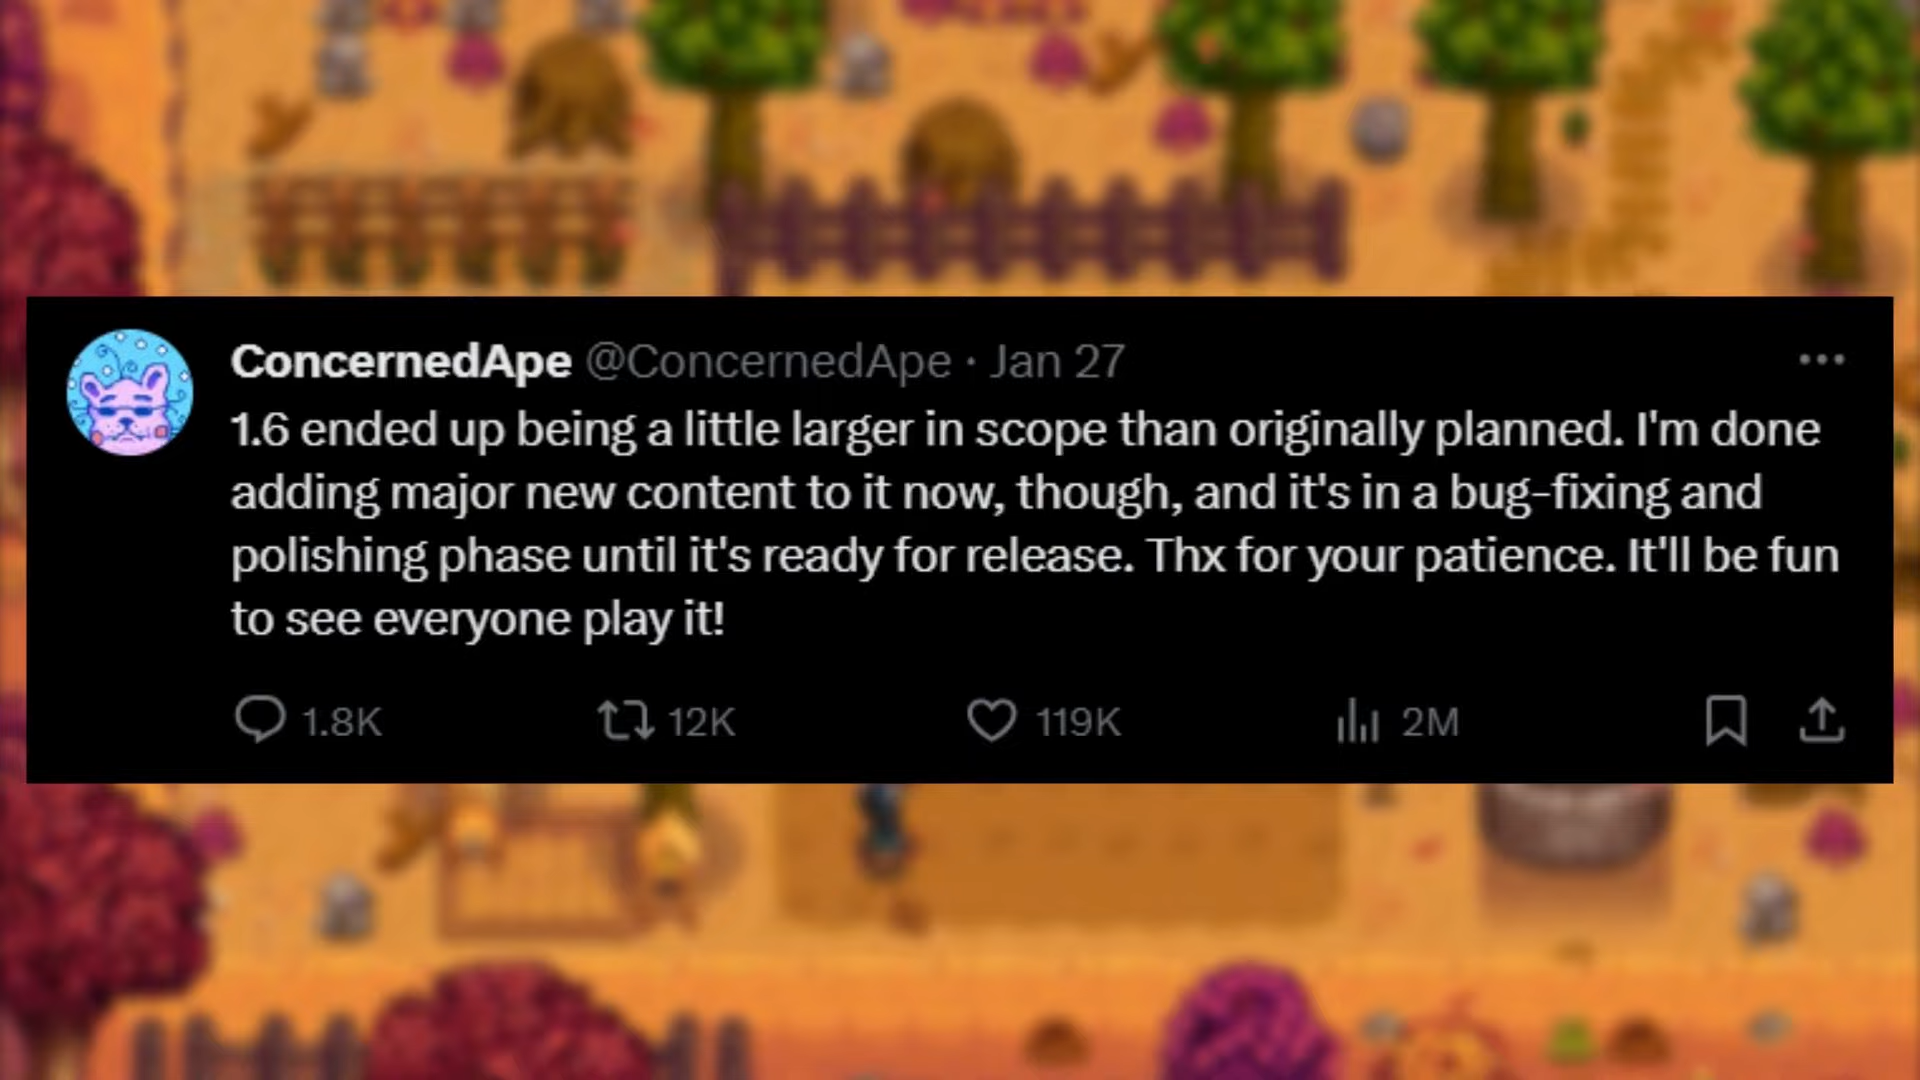 ConcernedApe @ConcernedApe · Jan 27
1.6 ended up being a little larger in scope than originally planned. I'm done
adding major new content to it now, though, and it's in a bug-fixing and
polishing phase until it's ready for release. Thx for your patience. It'll be fun
to see everyone play it!
1.8K 12K 119K 2M